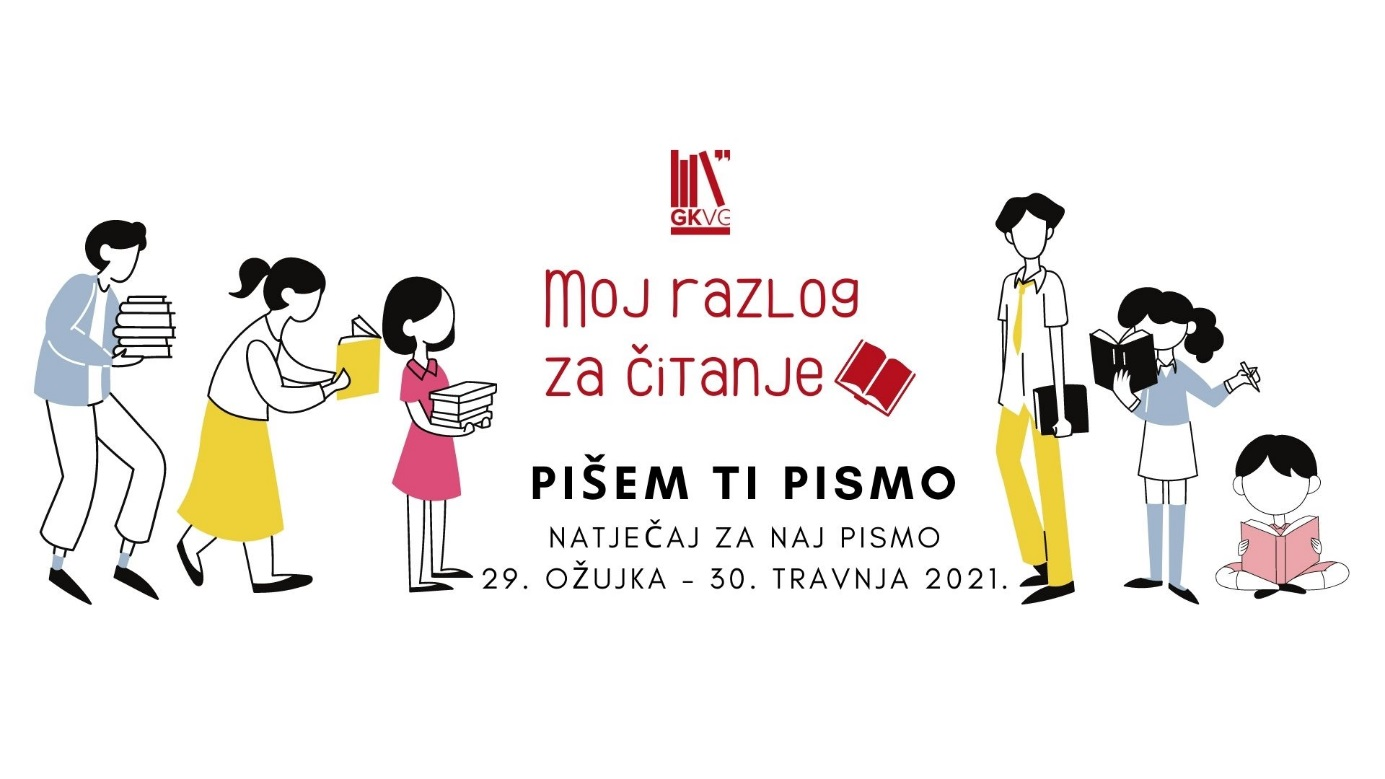 GKVG
Moj razlog
za čitanje
PIŠEM TI PISMO
NATJEČAJ ZA NAJ PISMO
29. OŽUJKA – 30. TRAVNJA 2021.